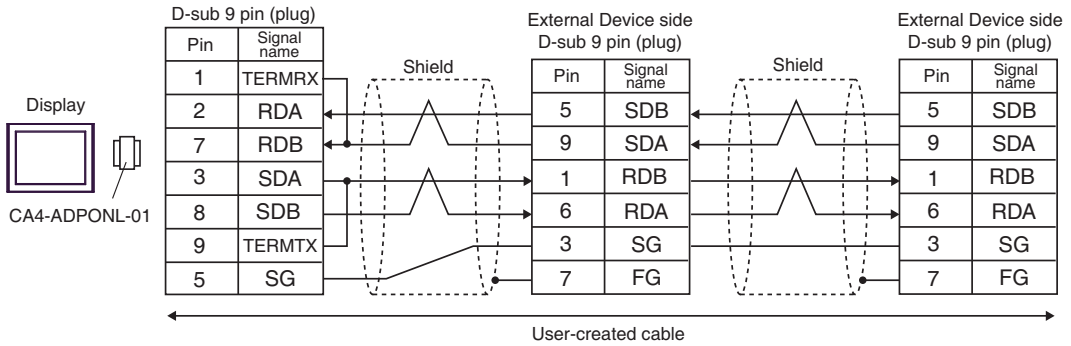 D-sub 9 pin (plug)
Pin Signal name
1 TERMRX
2 RDA
7 RDB
3 SDA
8 SDB
9 TERMTX
5 SG
Display
CA4-ADPONL-01
Shield
External Device side
D-sub 9 pin (plug)
Pin Signal name
5 SDB
9 SDA
1 RDB
6 RDA
3 SG
7 FG
Shield
External Device side
D-sub 9 pin (plug)
Pin Signal name
5 SDB
9 SDA
1 RDB
6 RDA
3 SG
7 FG
User-created cable